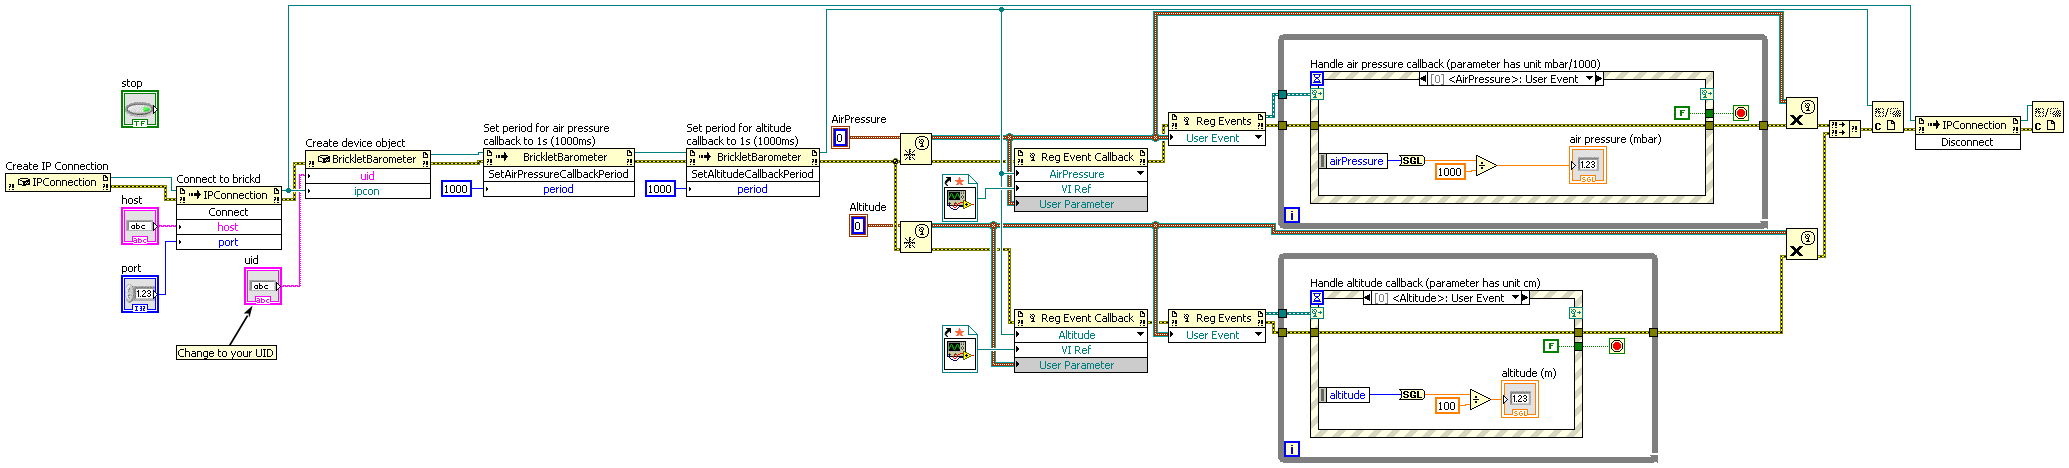 stop
TF
Create IP Connection
IPConnection
Connect to brickd
IPConnection
Connect
host
port
host
abc
abc
port
1.23
I32
uid
abc
abc
Change to your UID
Create device object
BrickletBarometer
uid
ipcon
Set period for air pressure
callback to 1s (1000ms)
BrickletBarometer
SetAirPressureCallbackPeriod
1000
period
Set period for altitude
callback to 1s (1000ms)
BrickletBarometer
SetAltitudeCallbackPeriod
1000
period
AirPressure
0
Altitude
0
Reg Event Callback
AirPressure
VI Ref
User Parameter
Reg Events
User Event
Reg Event Callback
Altitude
VI Ref
User Parameter
Reg Events
User Event
Handle air pressure callback (parameter has unit mbar/1000)
[0] <AirPressure>: User Event
F
airPressure
SGL
1000
÷
air pressure (mbar)
1.23
SGL
i
Handle altitude callback (parameter has unit cm)
[0] <Altitude>: User Event
F
altitude
SGL
100
÷
altitude (m)
1.23
SGL
i
X
X
?!
C
IPConnection
Disconnect
C